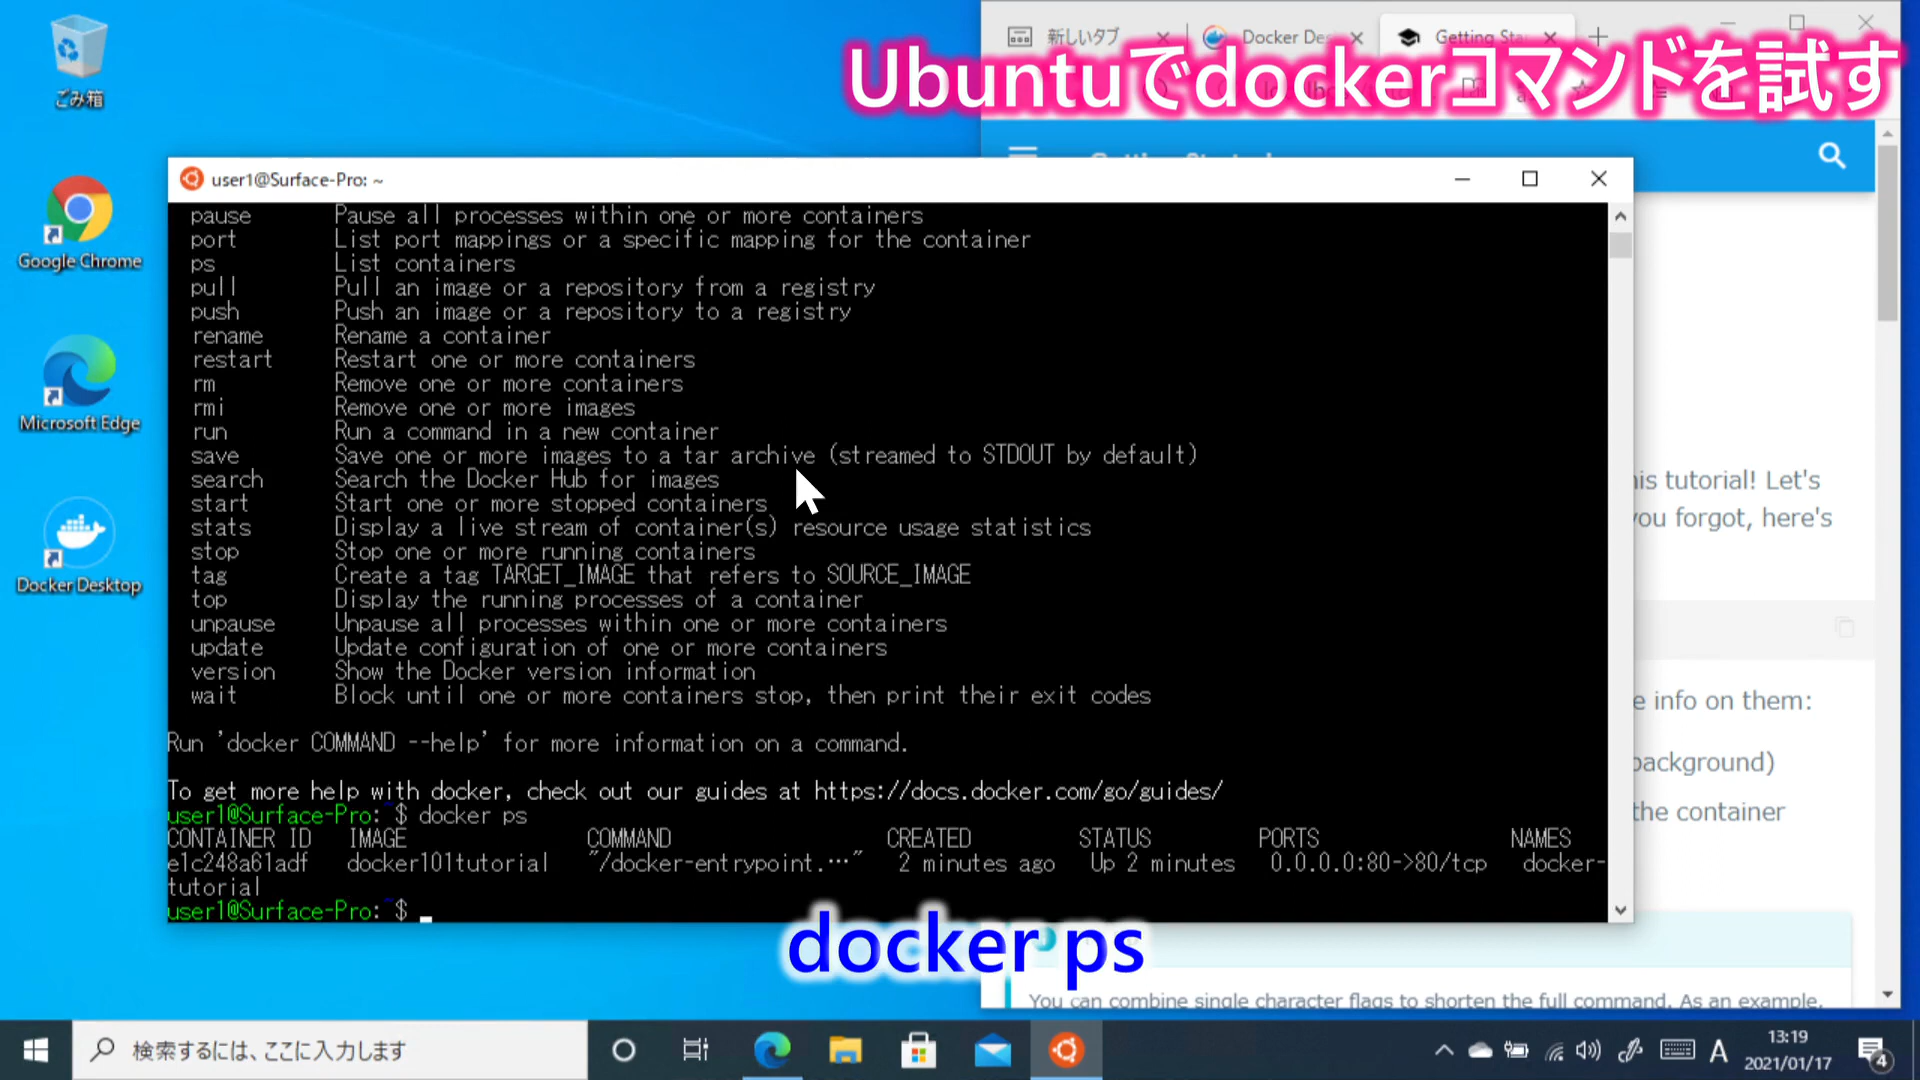 ごみ箱
Google Chrome
Microsoft Edge
Docker Desktop
新しいタブ
Docker Des
Getting Sta
Ubuntuでdockerコマンドを試す
user1@Surface-Pro: ~
pause Pause all processes within one or more containers
port List port mappings or a specific mapping for the container
ps List containers
pull Pull an image or a repository from a registry
push Push an image or a repository to a registry
rename Rename a container
restart Restart one or more containers
rm Remove one or more containers
rmi Remove one or more images
run Run a command in a new container
save Save one or more images to a tar archive (streamed to STDOUT by default)
search Search the Docker Hub for images
start Start one or more stopped containers
stats Display a live stream of container(s) resource usage statistics
stop Stop one or more running containers
tag Create a tag TARGET_IMAGE that refers to SOURCE_IMAGE
top Display the running processes of a container
unpause Unpause all processes within one or more containers
update Update configuration of one or more containers
version Show the Docker version information
wait Block until one or more containers stop, then print their exit codes
Run 'docker COMMAND --help' for more information on a command.
To get more help with docker, check out our guides at https://docs.docker.com/go/guides/
user1@Surface-Pro:~$ docker ps
CONTAINER ID IMAGE COMMAND CREATED STATUS PORTS NAMES
e1c248a61adf docker101tutorial "/docker-entrypoint.…" 2 minutes ago Up 2 minutes 0.0.0.0:80->80/tcp docker-
tutorial
user1@Surface-Pro:~$
his tutorial! Let's
you forgot, here's
e info on them:
background)
the container
You can combine single character flags to shorten the full command. As an example,
docker ps
検索するには、ここに入力します
A
13:19
2021/01/17
4